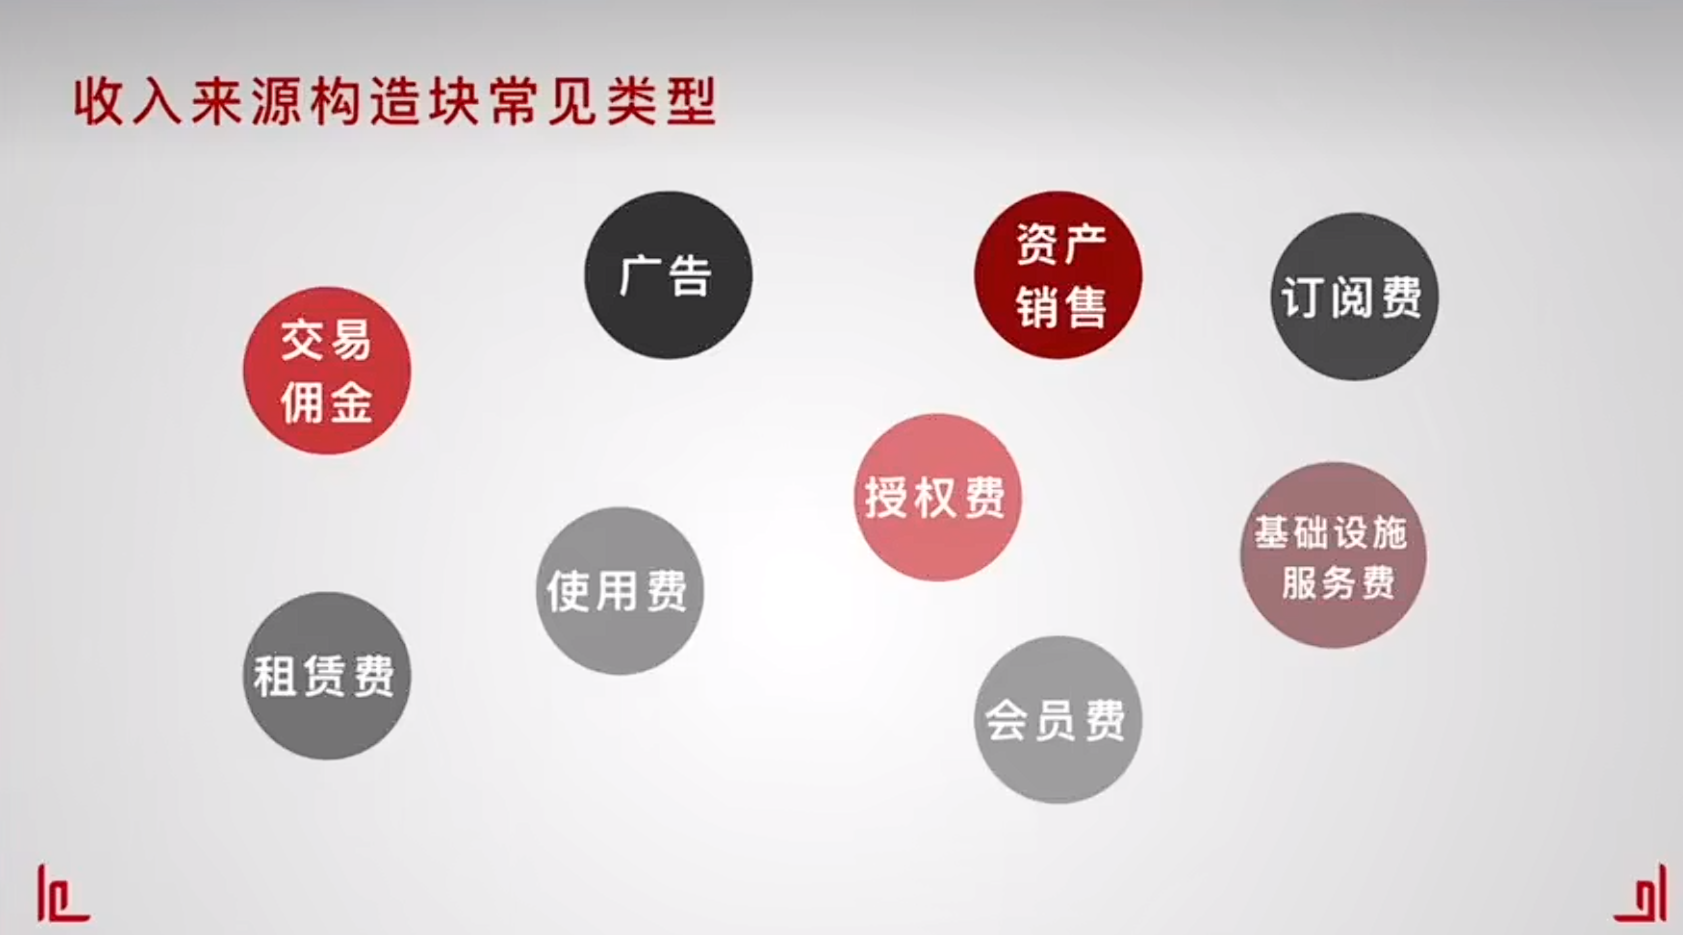 收入来源构造块常见类型
广告
资产
销售
订阅费
交易
佣金
授权费
基础设施
服务费
使用费
租赁费
会员费